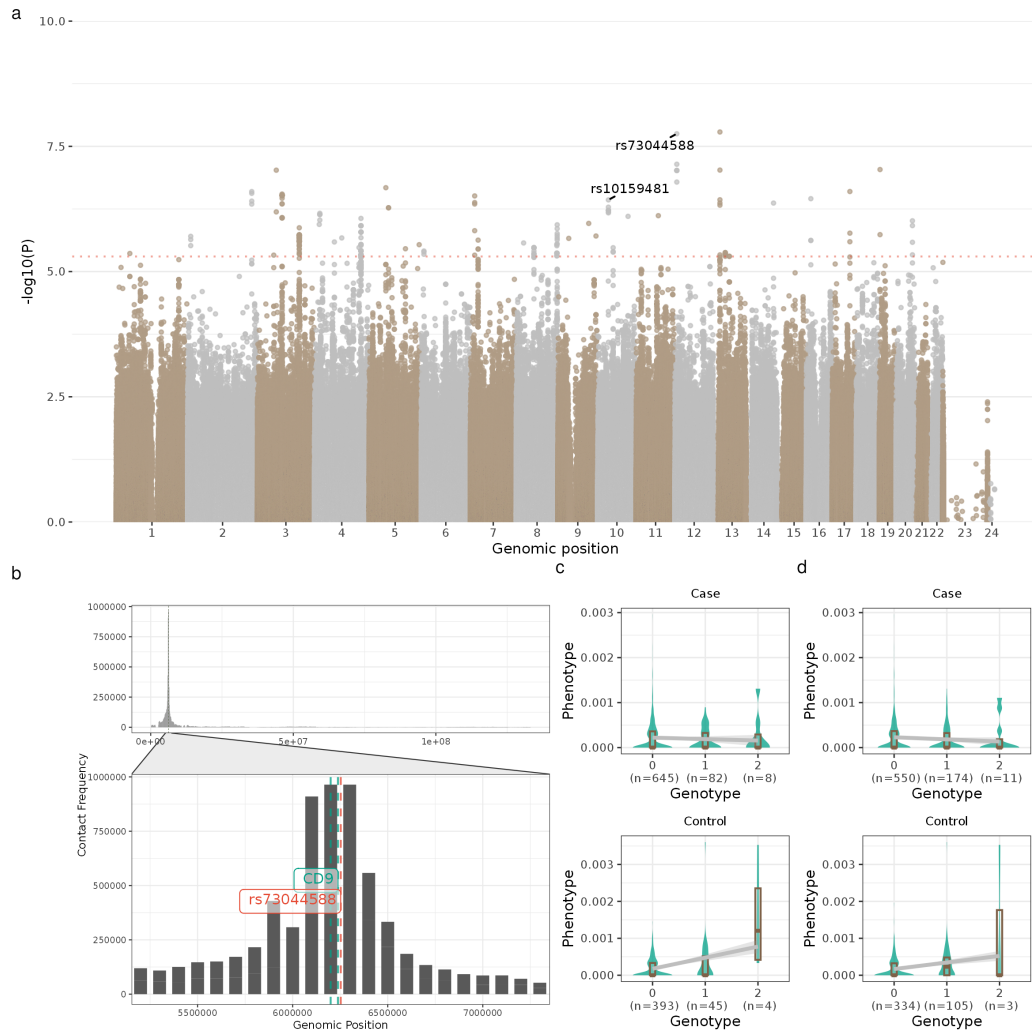 a
10.0
7.5
5.0
2.5
0.0
-log10(P)
rs73044588
rs10159481
1 2 3 4 5 6 7 8 9 10 11 12 13 14 15 16 17 18 19 20 21 22 23 24
Genomic position
b
1000000
750000
500000
250000
0
0e+00 5e+07 1e+08
Contact Frequency
1000000
750000
500000
250000
0
CD9
rs73044588
5500000 6000000 6500000 7000000
Genomic Position
c
Case
Phenotype
0.003
0.002
0.001
0.000
0 1 2
(n=645) (n=82) (n=8)
Genotype
Control
Phenotype
0.003
0.002
0.001
0.000
0 1 2
(n=393) (n=45) (n=4)
Genotype
d
Case
Phenotype
0.003
0.002
0.001
0.000
0 1 2
(n=550) (n=174) (n=11)
Genotype
Control
Phenotype
0.003
0.002
0.001
0.000
0 1 2
(n=334) (n=105) (n=3)
Genotype